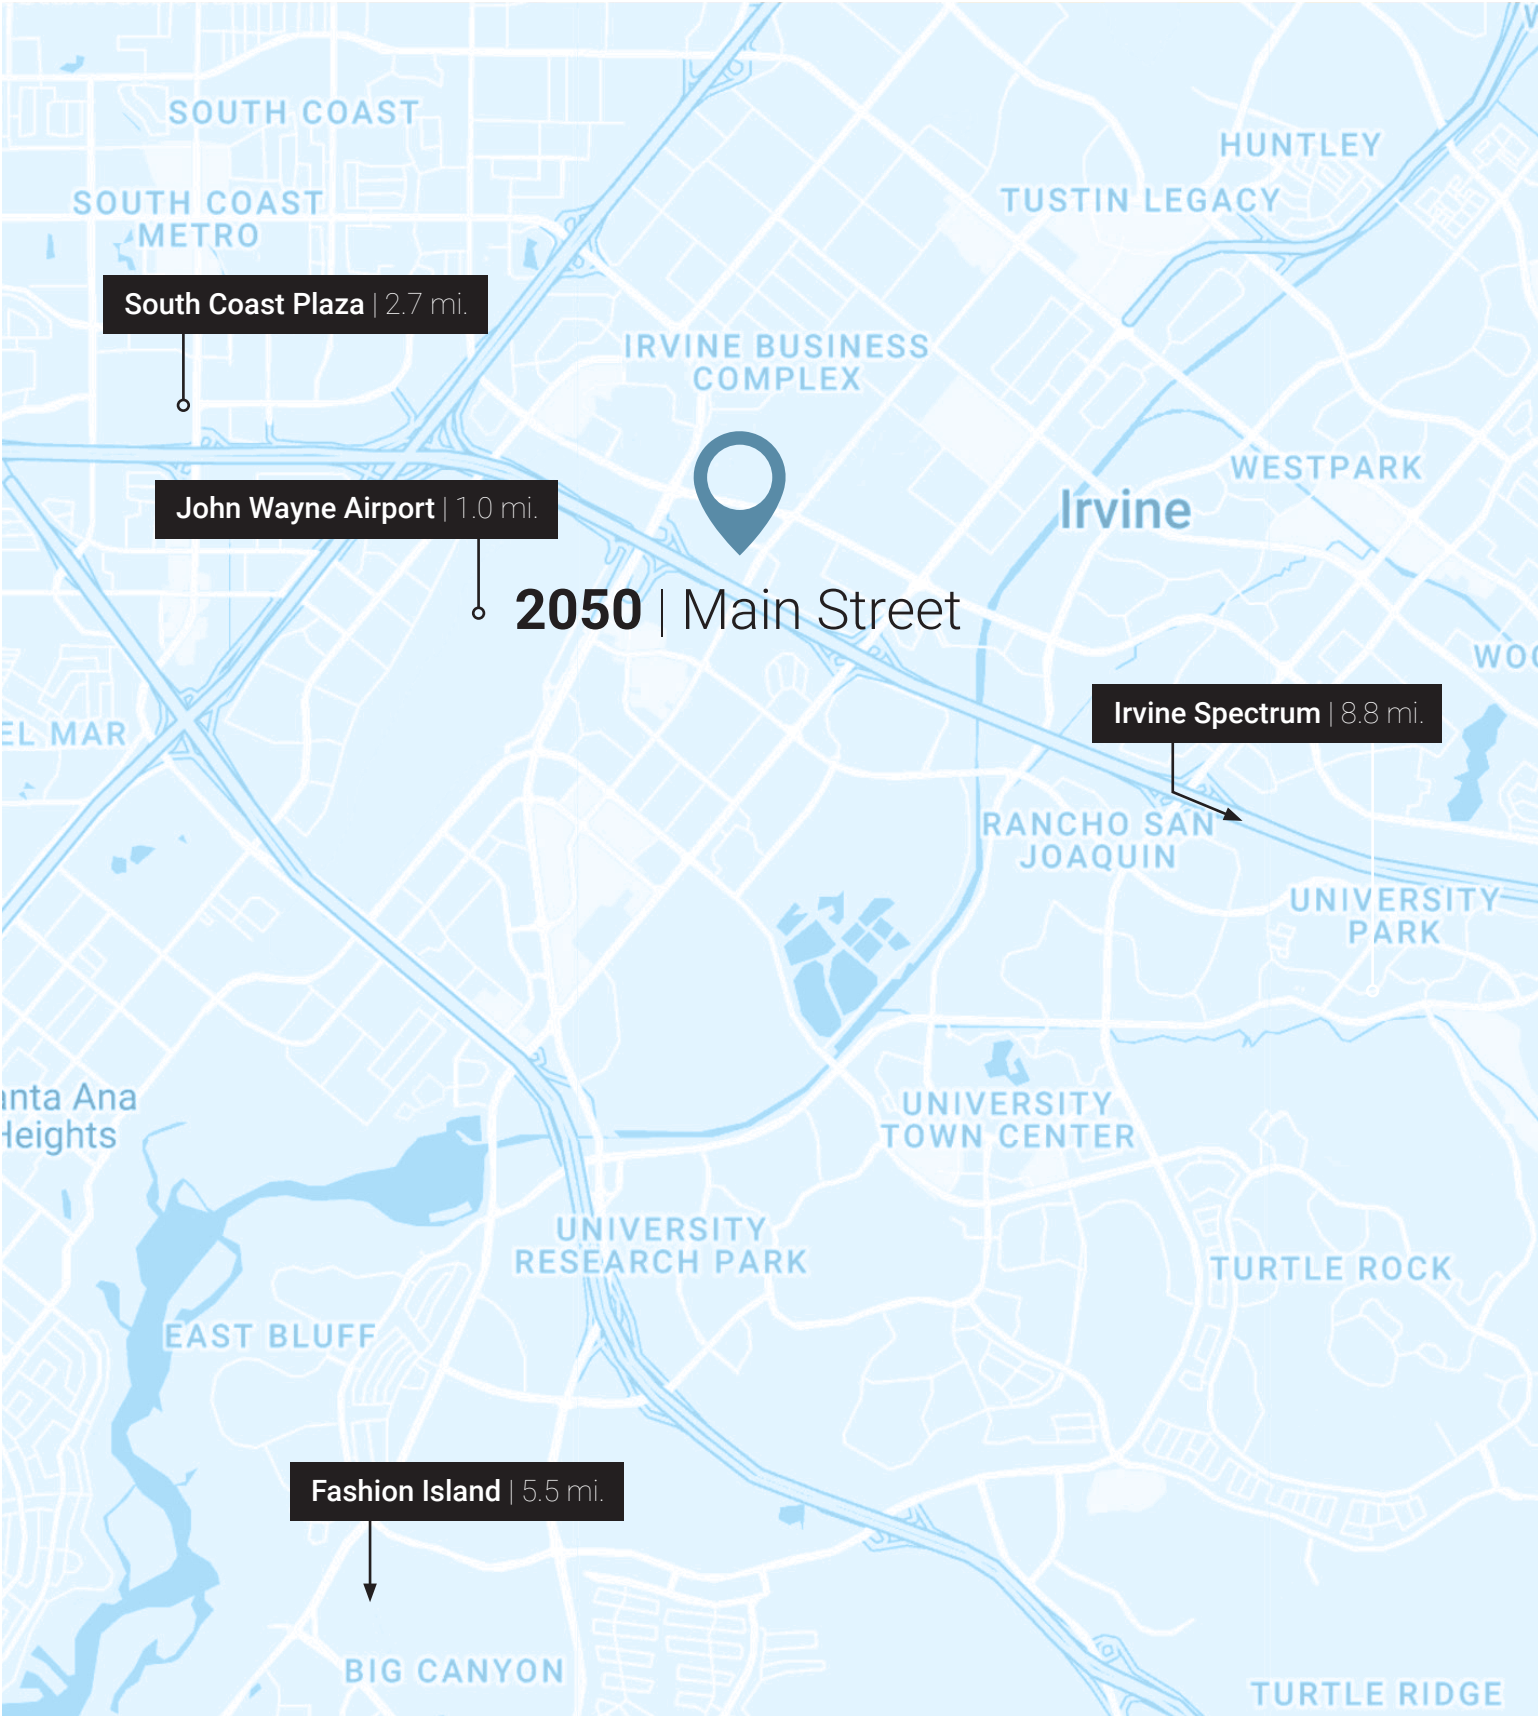 SOUTH COAST
HUNTLEY
TUSTIN LEGACY
SOUTH COAST
METRO
South Coast Plaza | 2.7 mi.
IRVINE BUSINESS
COMPLEX
WESTPARK
John Wayne Airport | 1.0 mi.
Irvine
2050 | Main Street
WOO
Irvine Spectrum | 8.8 mi.
EL MAR
RANCHO SAN
JOAQUIN
UNIVERSITY
PARK
anta Ana
Heights
UNIVERSITY
TOWN CENTER
UNIVERSITY
RESEARCH PARK
TURTLE ROCK
EAST BLUFF
Fashion Island | 5.5 mi.
BIG CANYON
TURTLE RIDGE